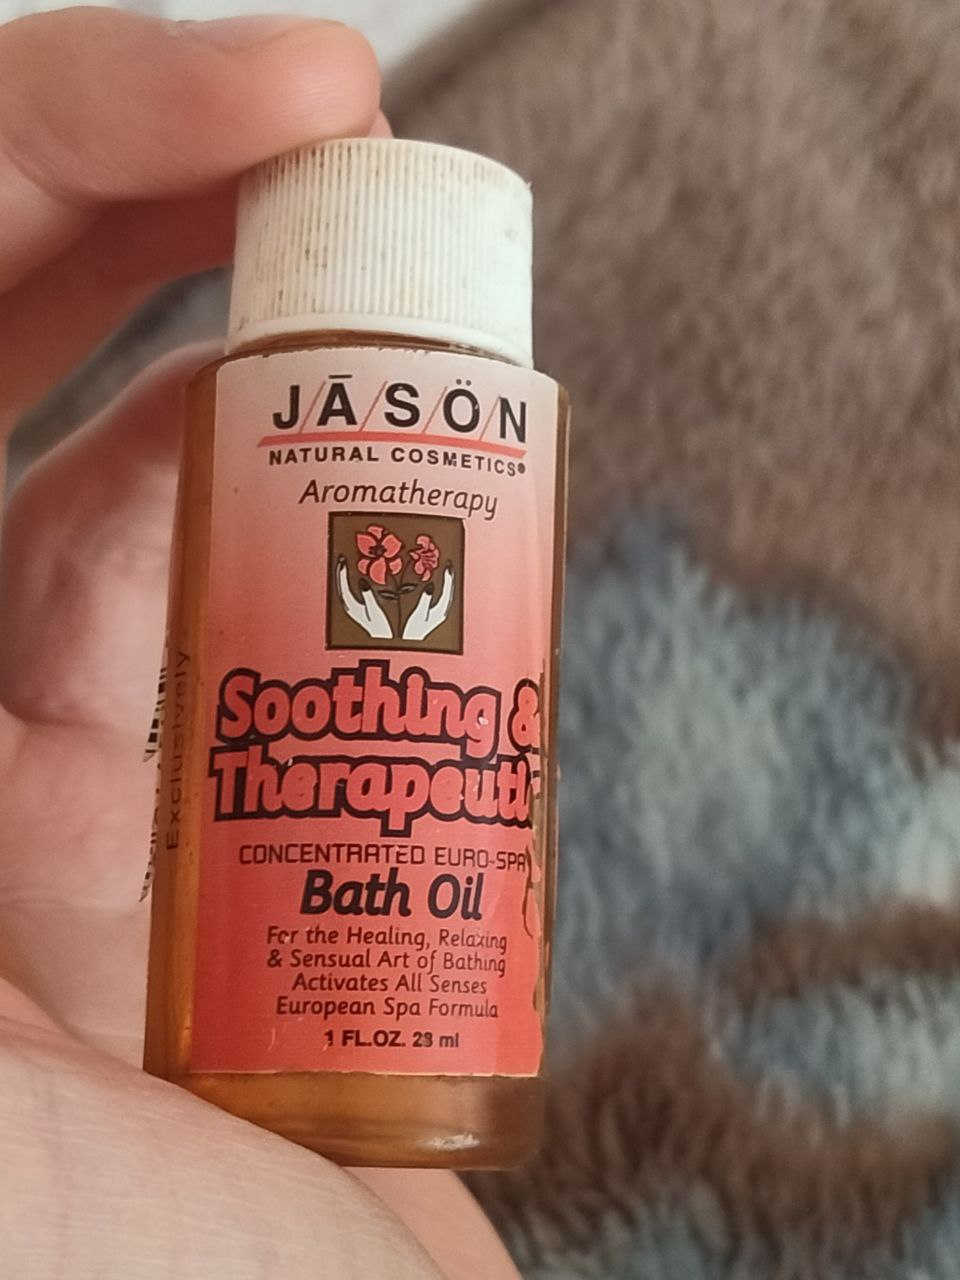 JĀSÖN
NATURAL COSMETICS®
Aromatherapy
Soothing &
Therapeuti
CONCENTRATED EURO-SPA
Bath Oil
For the Healing, Relaxing
& Sensual Art of Bathing
Activates All Senses
European Spa Formula
1 FL.OZ. 29 ml
Exclusively